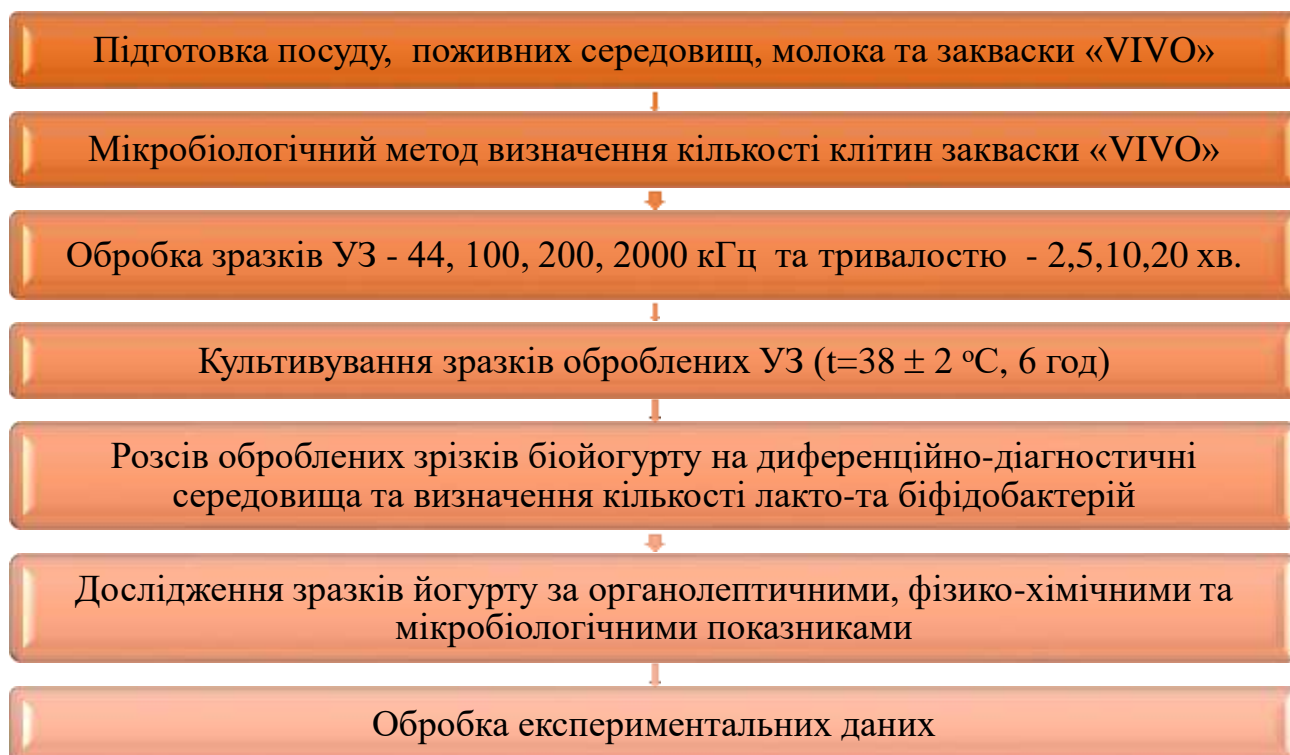 Підготовка посуду, поживних середовищ, молока та закваски «VIVO»
Мікробіологічний метод визначення кількості клітин закваски «VIVO»
Обробка зразків УЗ - 44, 100, 200, 2000 кГц та тривалостю - 2,5,10,20 хв.
Культивування зразків оброблених УЗ (t=38 ± 2 ᵒС, 6 год)
Розсів оброблених зрізків біойогурту на диференційно-діагностичні
середовища та визначення кількості лакто-та біфідобактерій
Дослідження зразків йогурту за органолептичними, фізико-хімічними та
мікробіологічними показниками
Обробка експериментальних даних